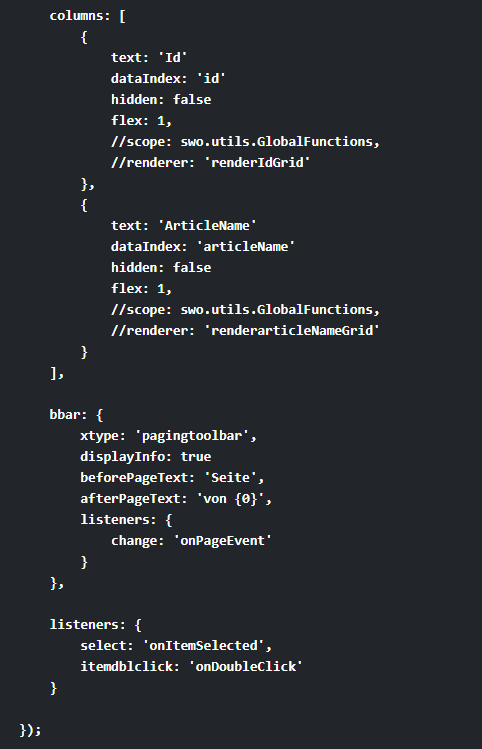 columns: [
{
text: 'Id'
dataIndex: 'id'
hidden: false
flex: 1,
//scope: swo.utils.GlobalFunctions,
//renderer: 'renderIdGrid'
},
{
text: 'ArticleName'
dataIndex: 'articleName'
hidden: false
flex: 1,
//scope: swo.utils.GlobalFunctions,
//renderer: 'renderarticleNameGrid'
}
],
bbar: {
xtype: 'pagingtoolbar',
displayInfo: true
beforePageText: 'Seite',
afterPageText: 'von {0}',
listeners: {
change: 'onPageEvent'
}
},
listeners: {
select: 'onItemSelected',
itemdblclick: 'onDoubleClick'
}
});